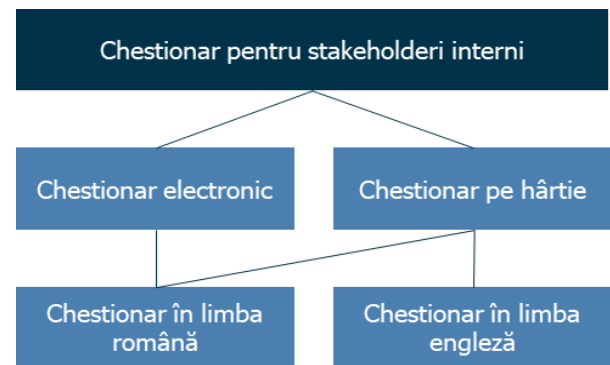 Chestionar pentru stakeholderi interni
Chestionar electronic
Chestionar pe hârtie
Chestionar în limba
română
Chestionar în limba
engleză